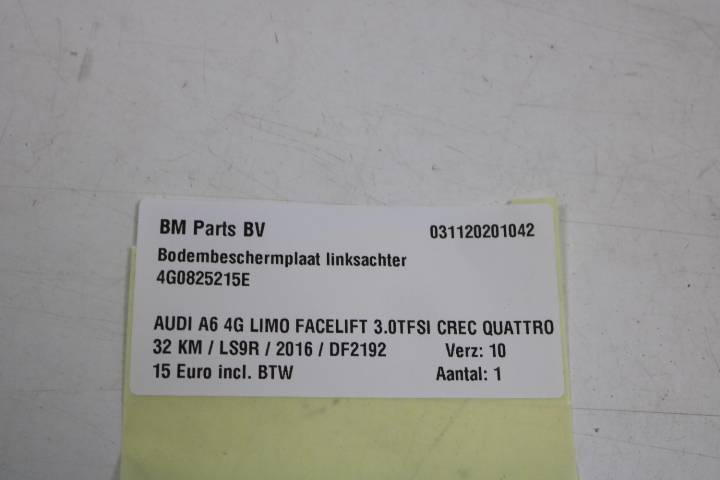 BM Parts BV 031120201042
Bodembeschermplaat linksachter
4G0825215E
AUDI A6 4G LIMO FACELIFT 3.0TFSI CREC QUATTRO
32 KM / LS9R / 2016 / DF2192 Verz: 10
15 Euro incl. BTW Aantal: 1